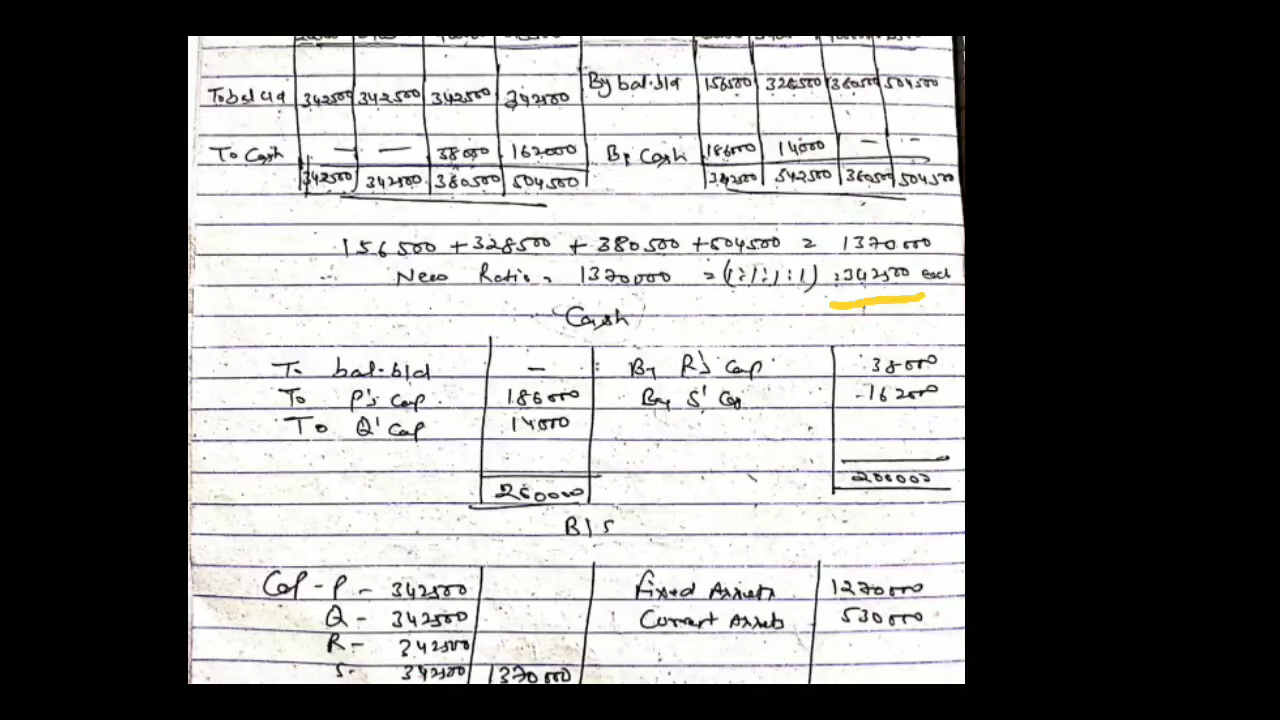 To bal c/d 342500 342500 342500 342500 By bal. b/d 156500 328500 380500 504500
To Cash — — 38000 162000 By Cash 186000 14000 — -
342500 342500 380500 504500 342500 342500 380500 504500
156500 + 328500 + 380500 + 504500 = 1370000
New Ratio = 1370000 = (1:1:1:1) = 342500 each
Cash
To bal. b/d — By R's Cap 38000
To P's Cap 186000 By S' Cap 162000
To Q' Cap 14000
200000 200000
B/S
Cap - P - 342500 Fixed Assets 1270000
Q - 342500 Current Assets 530000
R - 342500
S - 342500 1370000